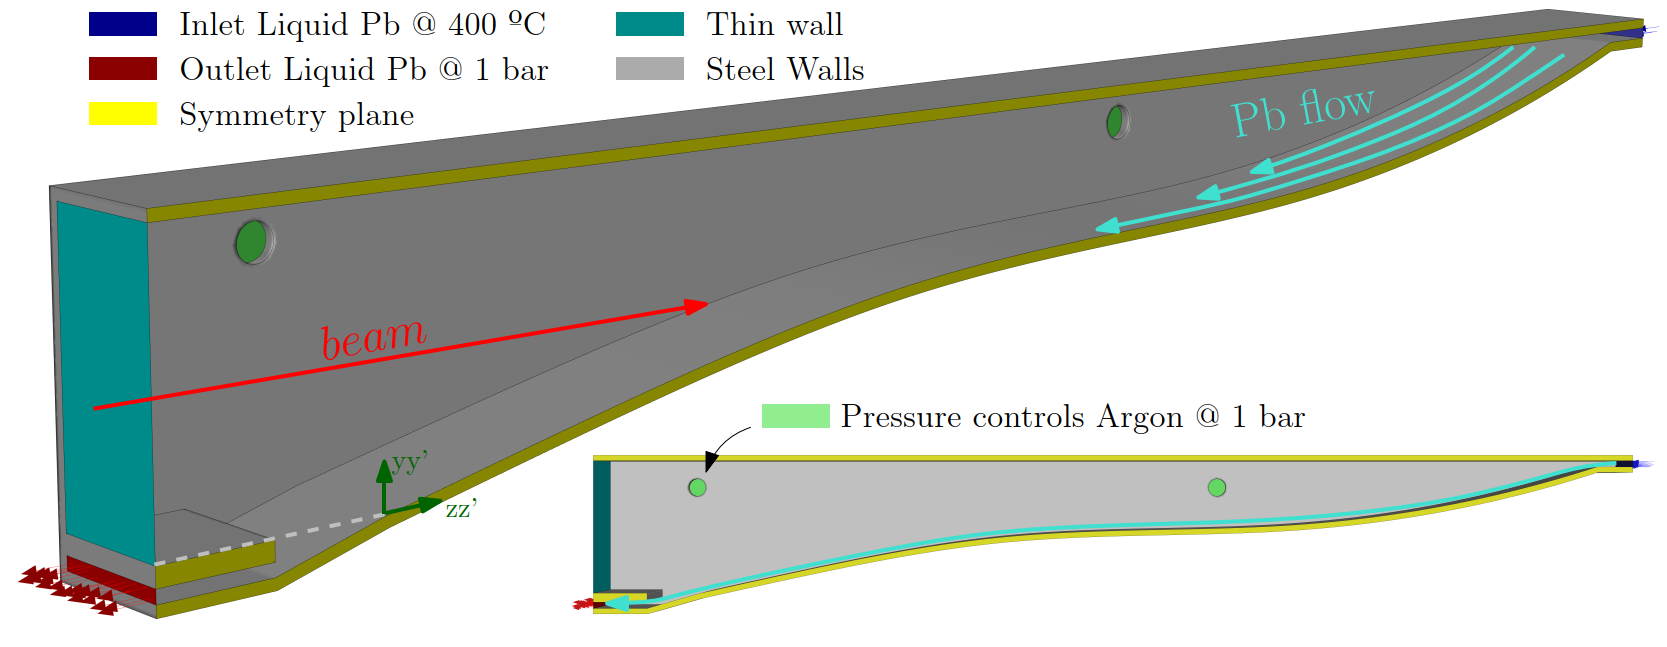 Inlet Liquid Pb @ 400 ºC
Outlet Liquid Pb @ 1 bar
Symmetry plane
Thin wall
Steel Walls
Pb flow
beam
yy'
zz'
Pressure controls Argon @ 1 bar